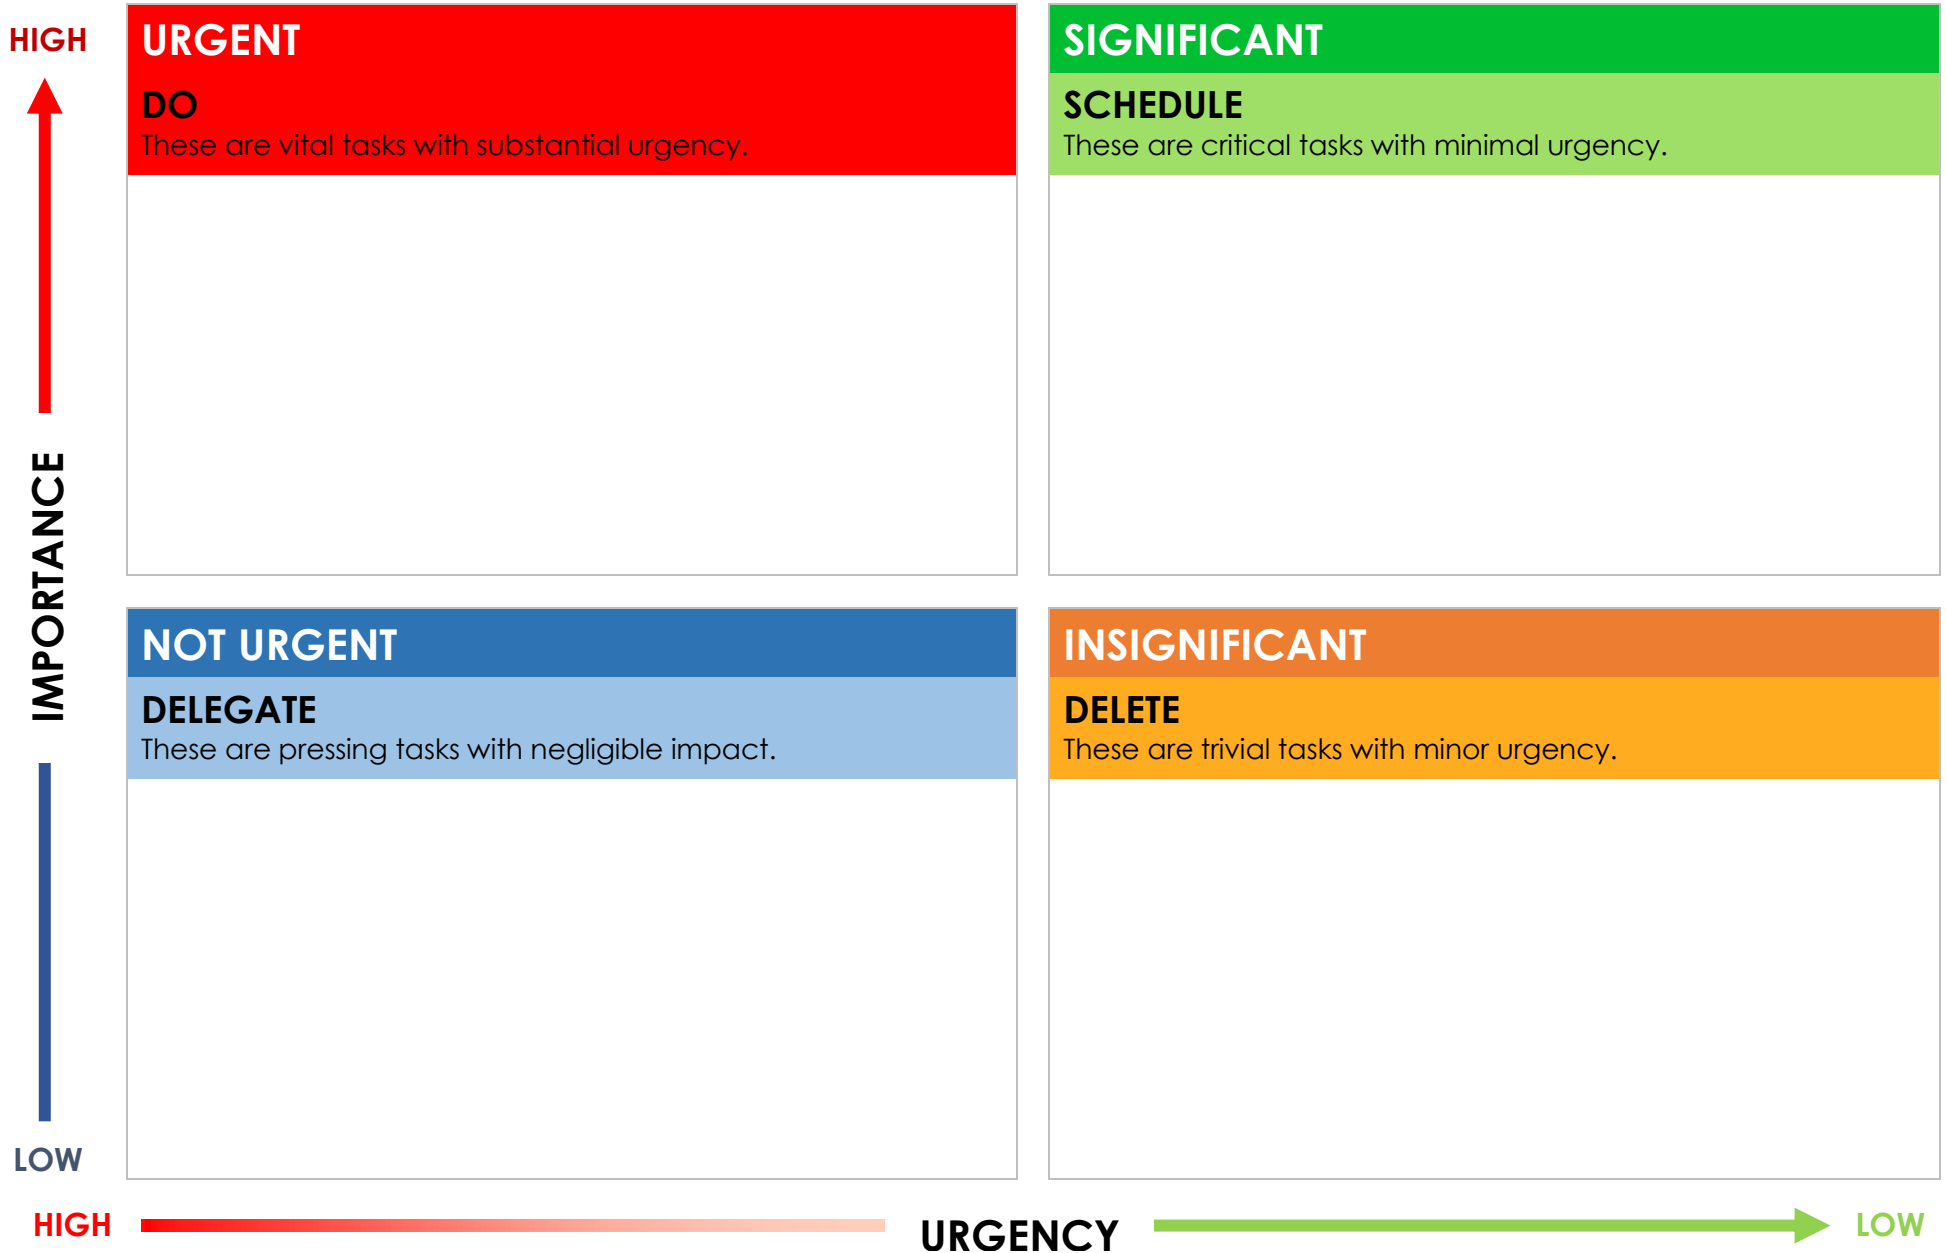 HIGH
URGENT
DO
These are vital tasks with substantial urgency.
SIGNIFICANT
SCHEDULE
These are critical tasks with minimal urgency.
IMPORTANCE
NOT URGENT
DELEGATE
These are pressing tasks with negligible impact.
INSIGNIFICANT
DELETE
These are trivial tasks with minor urgency.
LOW
HIGH
URGENCY
LOW